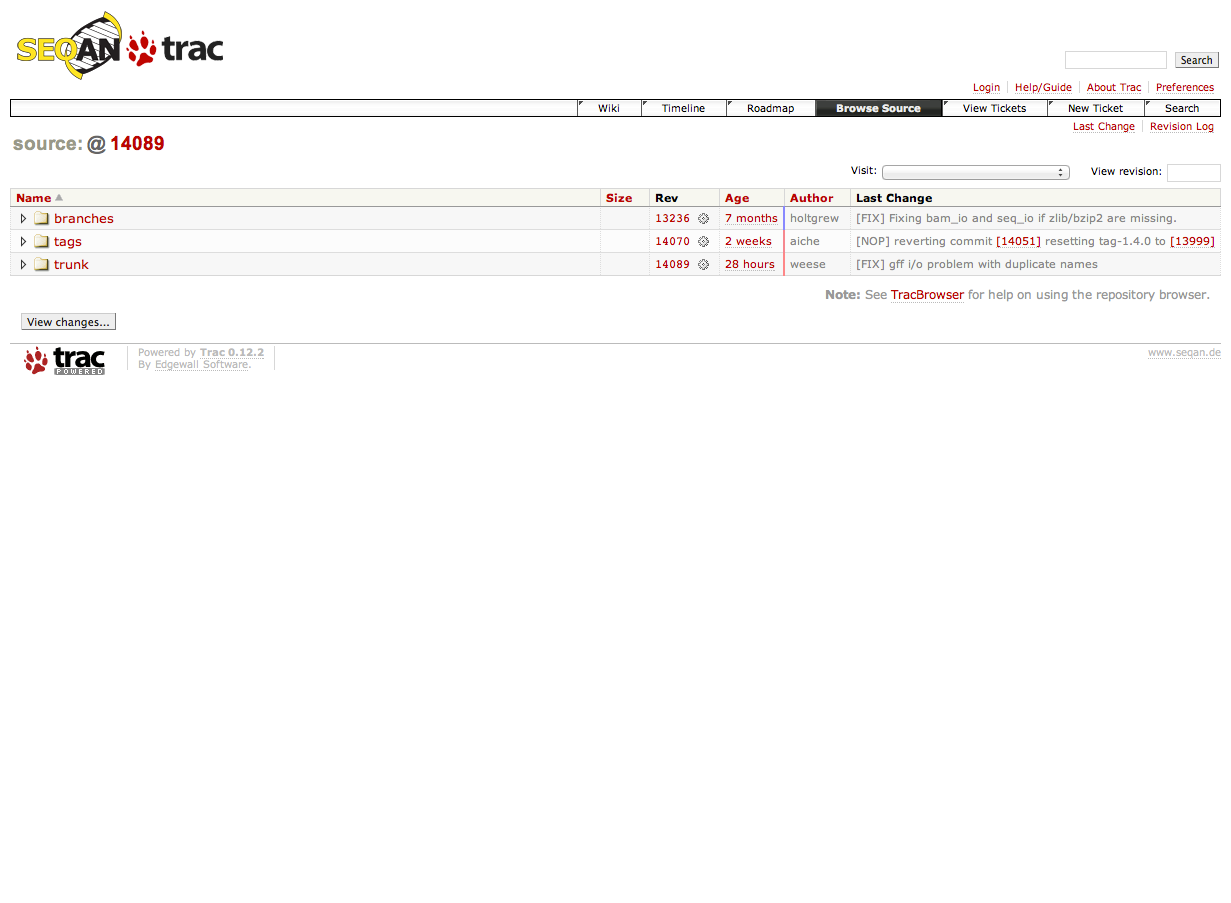 SEQAN trac
Search
Login Help/Guide About Trac Preferences
Wiki Timeline Roadmap Browse Source View Tickets New Ticket Search
Last Change Revision Log
source: @ 14089
Visit: View revision:
Name Size Rev Age Author Last Change
branches 13236 7 months holtgrew [FIX] Fixing bam_io and seq_io if zlib/bzip2 are missing.
tags 14070 2 weeks aiche [NOP] reverting commit [14051] resetting tag-1.4.0 to [13999]
trunk 14089 28 hours weese [FIX] gff i/o problem with duplicate names
Note: See TracBrowser for help on using the repository browser.
View changes...
trac POWERED
Powered by Trac 0.12.2
By Edgewall Software.
www.seqan.de